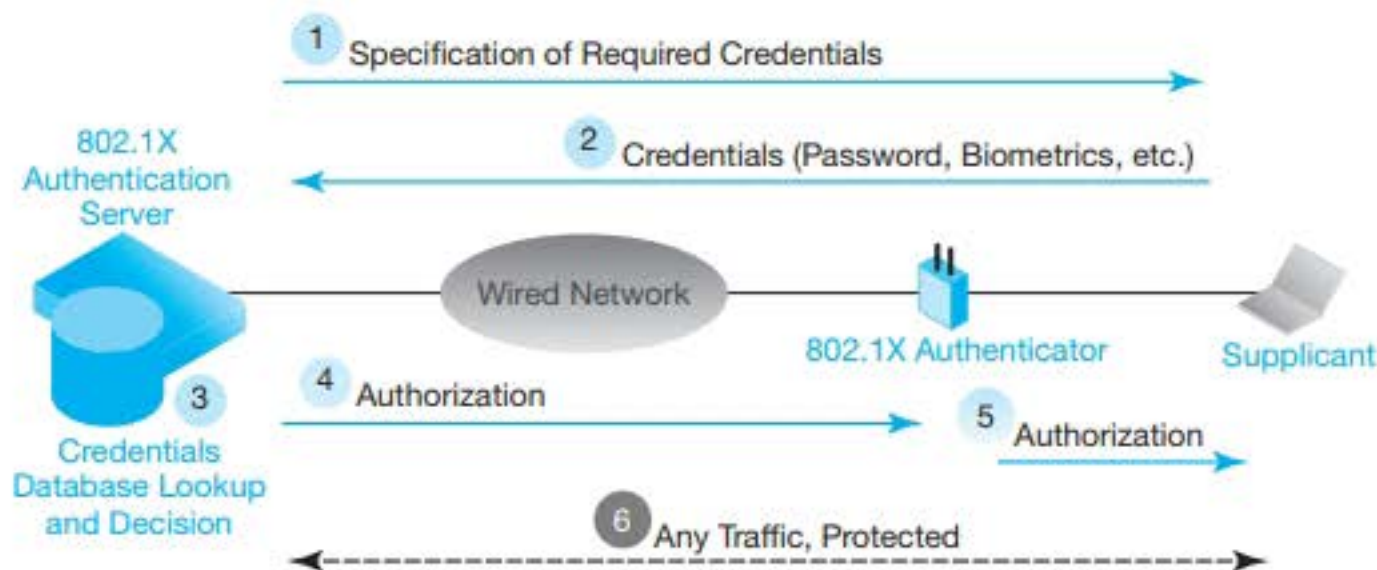 1
Specification of Required Credentials
2
Credentials (Password, Biometrics, etc.)
802.1X
Authentication
Server
Wired Network
802.1X Authenticator
Supplicant
3
Credentials
Database Lookup
and Decision
4
Authorization
5
Authorization
6
Any Traffic, Protected